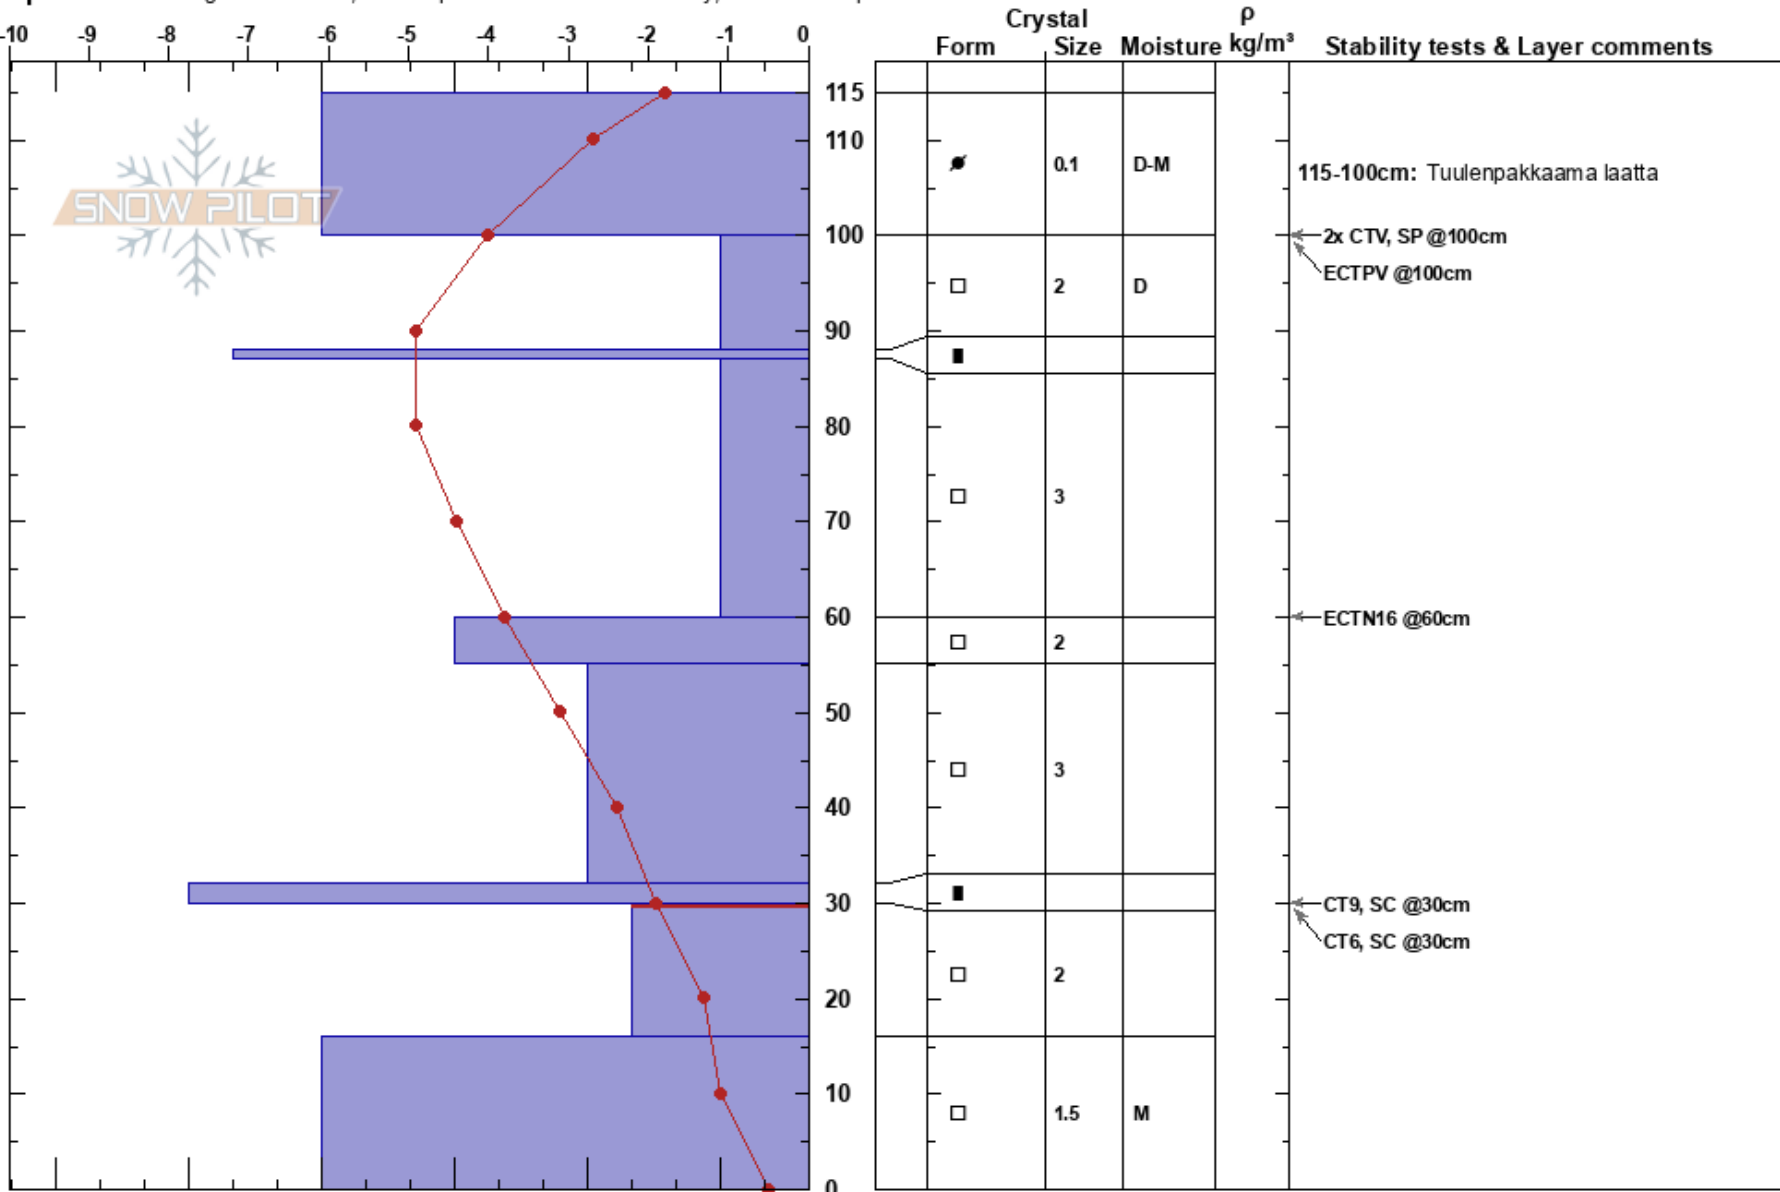 -10 -9 -8 -7 -6 -5 -4 -3 -2 -1 0
Crystal
ρ
Form Size Moisture kg/m³ Stability tests & Layer comments
SNOW PILOT
115
110
0.1 D-M
115-100cm: Tuulenpakkaama laatta
100
2x CTV, SP @100cm
ECTPV @100cm
2 D
90
80
3
70
60
ECTN16 @60cm
2
50
3
40
30
CT9, SC @30cm
CT6, SC @30cm
2
20
10
1.5 M
0